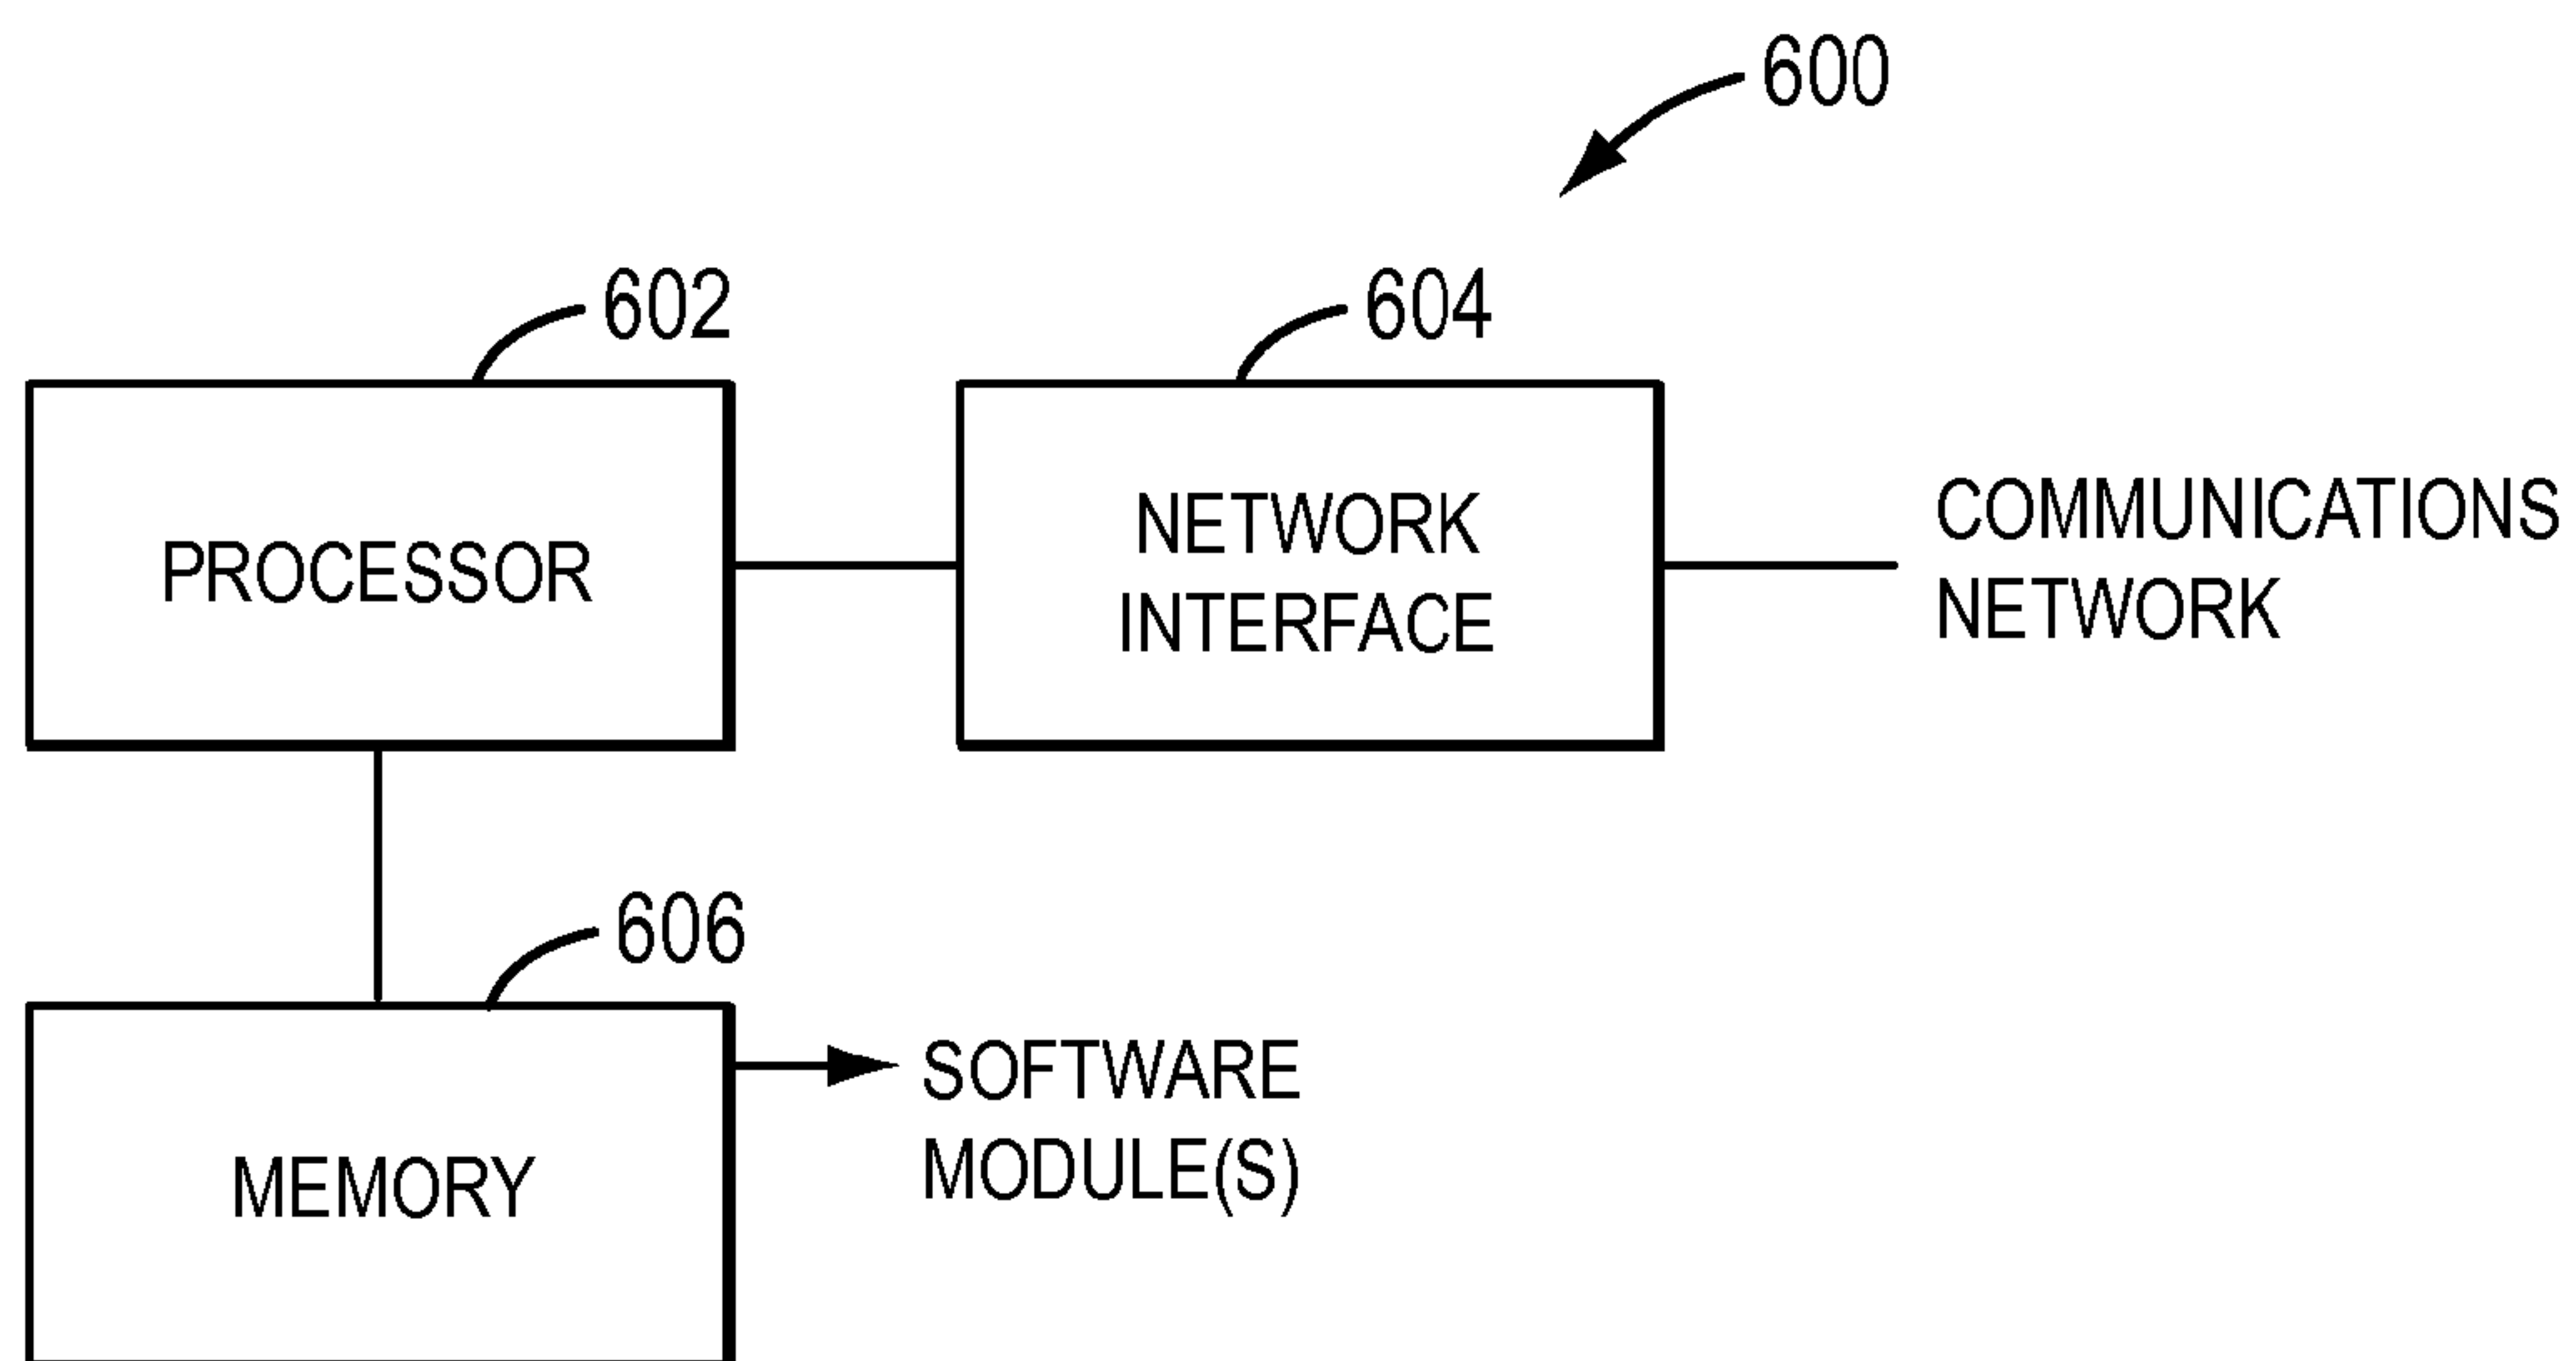 600
602
604
PROCESSOR
NETWORK
INTERFACE
COMMUNICATIONS
NETWORK
606
MEMORY
SOFTWARE
MODULE(S)